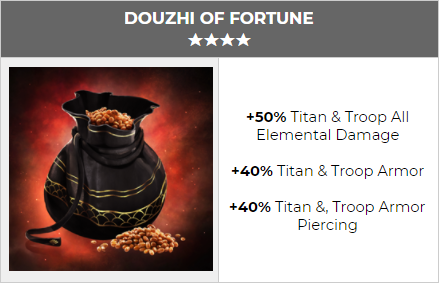 DOUZHI OF FORTUNE
★★★★
+50% Titan & Troop All
Elemental Damage
+40% Titan & Troop Armor
+40% Titan &, Troop Armor
Piercing